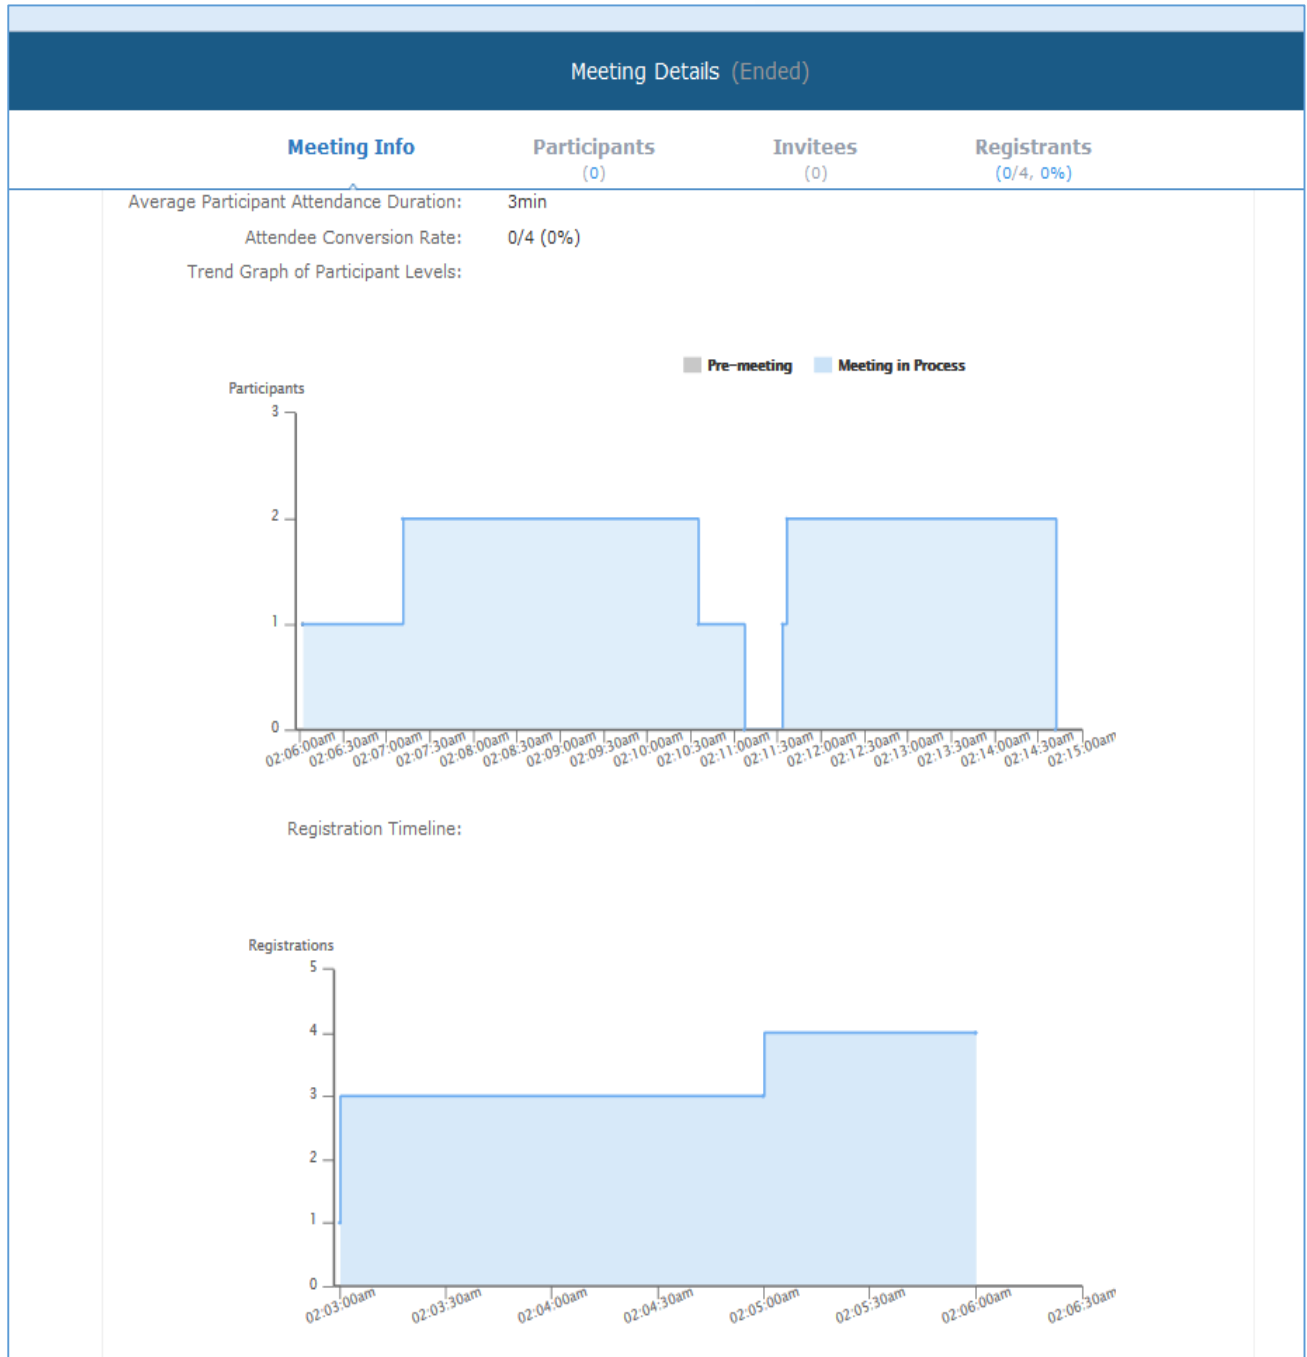 Meeting Details (Ended)
Meeting Info Participants Invitees Registrants
(0) (0) (0/4, 0%)
Average Participant Attendance Duration: 3min
Attendee Conversion Rate: 0/4 (0%)
Trend Graph of Participant Levels:
Pre-meeting Meeting in Process
Participants
3
2
1
0
02:06:00am 02:06:30am 02:07:00am 02:07:30am 02:08:00am 02:08:30am 02:09:00am 02:09:30am 02:10:00am 02:10:30am 02:11:00am 02:11:30am 02:12:00am 02:12:30am 02:13:00am 02:13:30am 02:14:00am 02:14:30am 02:15:00am
Registration Timeline:
Registrations
5
4
3
2
1
0
02:03:00am 02:03:30am 02:04:00am 02:04:30am 02:05:00am 02:05:30am 02:06:00am 02:06:30am